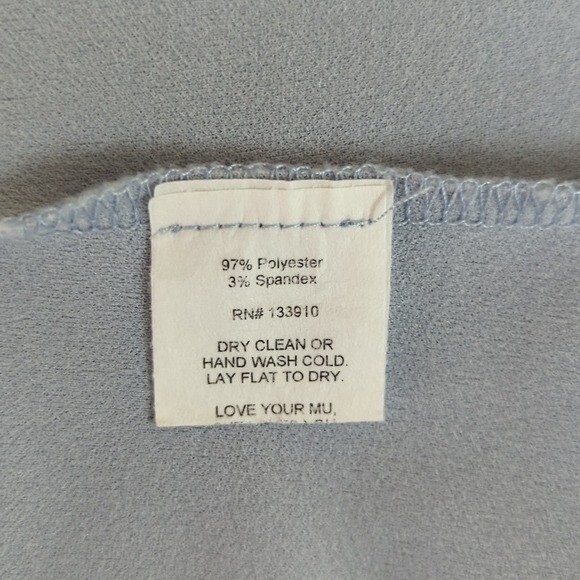 97% Polyester
3% Spandex
RN# 133910
DRY CLEAN OR
HAND WASH COLD.
LAY FLAT TO DRY.
LOVE YOUR MU,